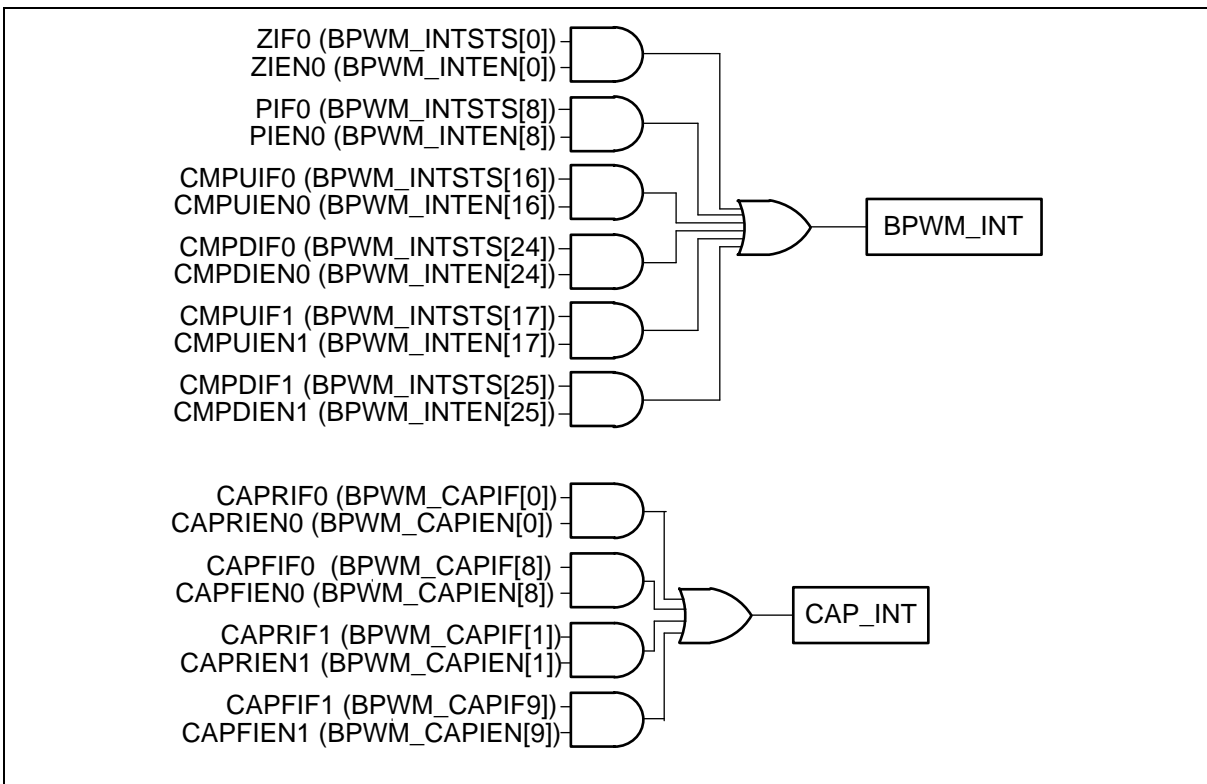 ZIF0 (BPWM_INTSTS[0])
ZIEN0 (BPWM_INTEN[0])
PIF0 (BPWM_INTSTS[8])
PIEN0 (BPWM_INTEN[8])
CMPUIF0 (BPWM_INTSTS[16])
CMPUIEN0 (BPWM_INTEN[16])
CMPDIF0 (BPWM_INTSTS[24])
CMPDIEN0 (BPWM_INTEN[24])
CMPUIF1 (BPWM_INTSTS[17])
CMPUIEN1 (BPWM_INTEN[17])
CMPDIF1 (BPWM_INTSTS[25])
CMPDIEN1 (BPWM_INTEN[25])
BPWM_INT
CAPRIF0 (BPWM_CAPIF[0])
CAPRIEN0 (BPWM_CAPIEN[0])
CAPFIF0 (BPWM_CAPIF[8])
CAPFIEN0 (BPWM_CAPIEN[8])
CAPRIF1 (BPWM_CAPIF[1])
CAPRIEN1 (BPWM_CAPIEN[1])
CAPFIF1 (BPWM_CAPIF9])
CAPFIEN1 (BPWM_CAPIEN[9])
CAP_INT